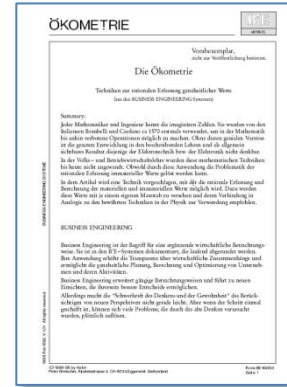 ÖKOMETRIE
B'E
Vorabexemplar,
nicht zur Veröffentlichung bestimmt.
Die Ökometrie
Techniken zur rationalen Erfassung ganzheitlicher Werte
(aus den BUSINESS ENGINEERING Systemen)
Summary:
Jeder Mathematiker und Ingenieur kennt die imaginären Zahlen. Sie wurden von den
Italienern Bombelli und Cardano ca 1570 erstmals verwendet, um in der Mathematik
bis anhin verbotene Operationen möglich zu machen. Ohne diesen genialen Vorstoss
ist die gesamte Entwicklung in den hochstehenden Lehren und als allgemein
sichtbares Resultat diejenige der Elektrotechnik bzw. der Elektronik nicht denkbar.
In der Volks – und Betriebswirtschaftslehre wurden diese mathematischen Techniken
bis heute nicht angewandt. Obwohl durch diese Anwendung die Problematik der
rationalen Erfassung immaterieller Werte gelöst werden kann.
In dem Artikel wird eine Technik vorgeschlagen, mit der die rationale Erfassung und
Berechnung der materiellen und immateriellen Werte möglich wird. Dazu werden
diese Werte mit je einem eigenen Massstab zu versehen und deren Verbindung in
Analogie zu den bewährten Techniken in der Physik zur Verwendung empfohlen.
BUSINESS ENGINEERING
Business Engineering ist der Begriff für eine ergänzende wirtschaftliche Betrachtungs-
weise. Sie ist in den B'E–Systemen dokumentiert, die laufend abgerundet werden.
Ihre Anwendung erhöht die Transparenz über wirtschaftliche Zusammenhänge und
ermöglicht die ganzheitliche Planung, Berechnung und Optimierung von Unterneh-
men und deren Aktivitäten.
Business Engineering erweitert gängige Betrachtungsweisen und führt zu neuen
Einsichten, die ihrerseits bessere Entscheide ermöglichen.
Allerdings macht die "Schwerkraft des Denkens und der Gewohnheit" das Berück-
sichtigen von neuen Perspektiven nicht gerade leicht. Aber wenn der Schritt einmal
geschafft ist, können sich viele Probleme, die durch das alte Denken verursacht
wurden, plötzlich auflösen.
BUSINESS ENGINEERING SYSTEMS
Seite 1